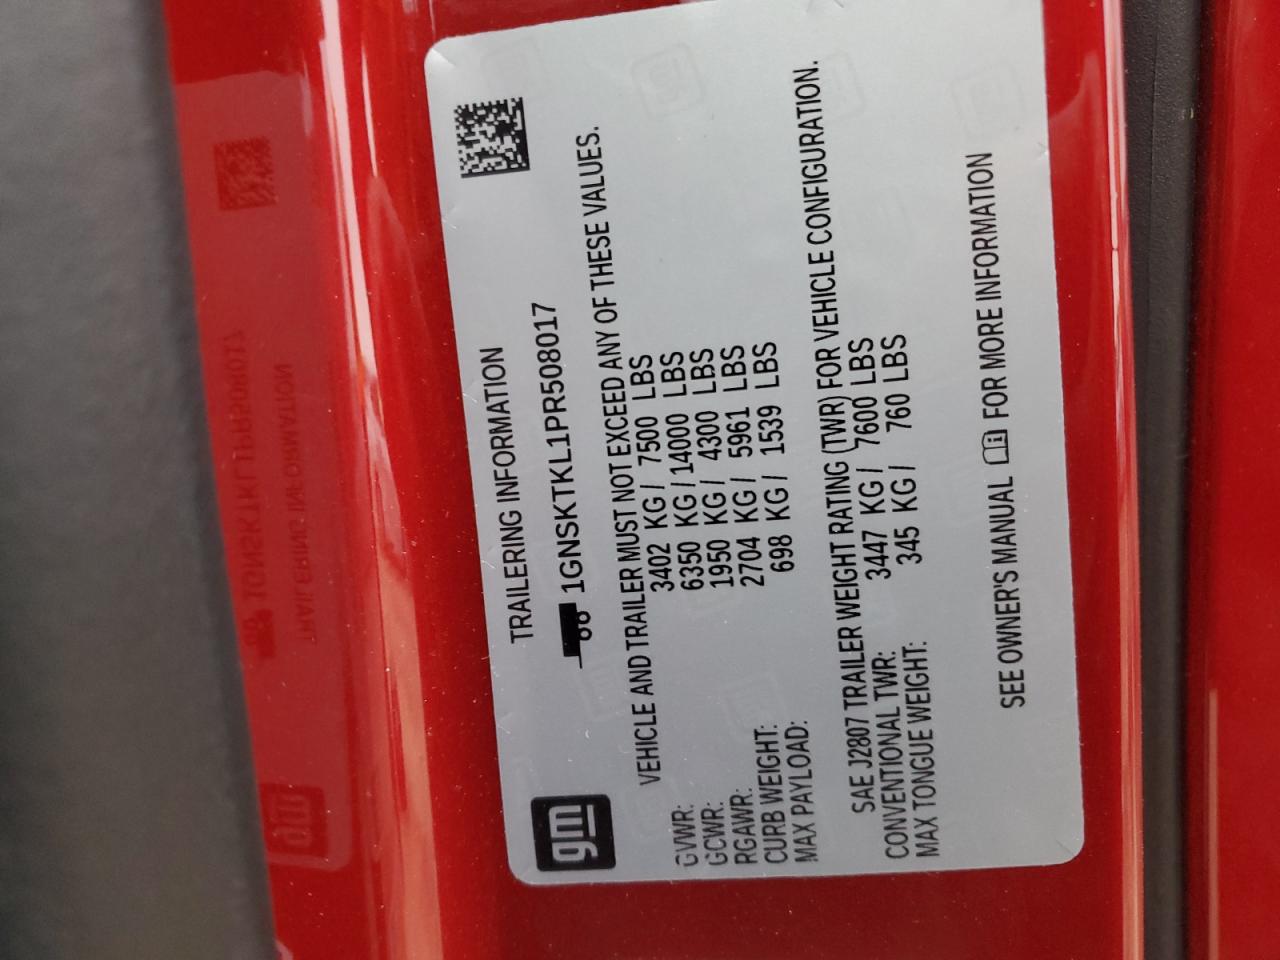 gm
TRAILERING INFORMATION
1GNSKTKL1PR508017
VEHICLE AND TRAILER MUST NOT EXCEED ANY OF THESE VALUES.
GVWR: 3402 KG / 7500 LBS
GCWR: 6350 KG / 14000 LBS
RGAWR: 1950 KG / 4300 LBS
CURB WEIGHT: 2704 KG / 5961 LBS
MAX PAYLOAD: 698 KG / 1539 LBS
SAE J2807 TRAILER WEIGHT RATING (TWR) FOR VEHICLE CONFIGURATION.
CONVENTIONAL TWR: 3447 KG / 7600 LBS
MAX TONGUE WEIGHT: 345 KG / 760 LBS
SEE OWNER'S MANUAL FOR MORE INFORMATION